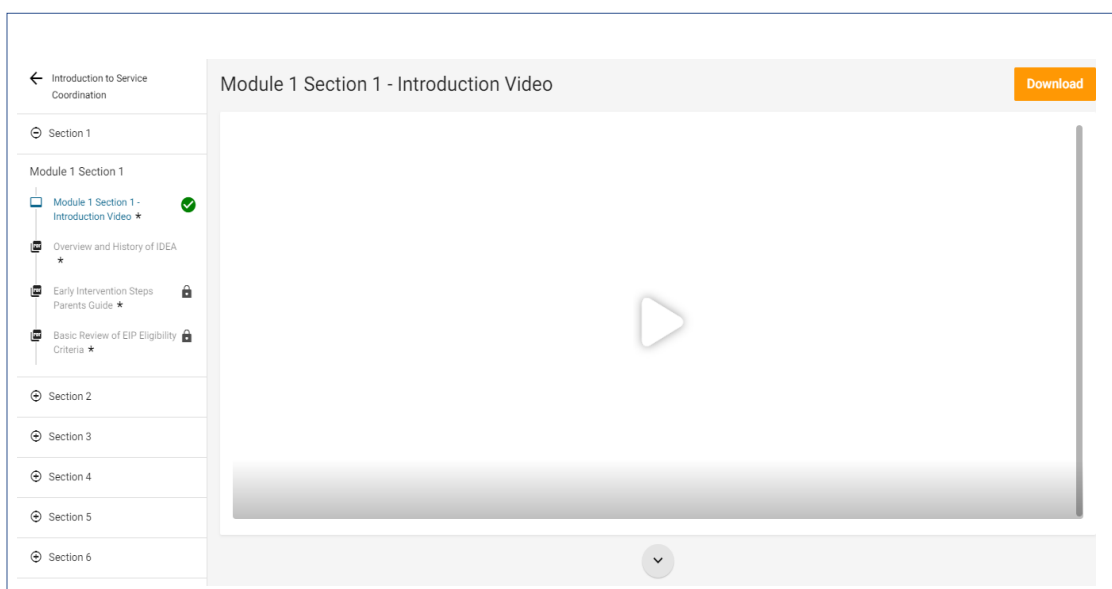 Introduction to Service
Coordination
Module 1 Section 1 - Introduction Video
Download
Section 1
Module 1 Section 1
Module 1 Section 1 -
Introduction Video *
Overview and History of IDEA
*
Early Intervention Steps
Parents Guide *
Basic Review of EIP Eligibility
Criteria *
Section 2
Section 3
Section 4
Section 5
Section 6